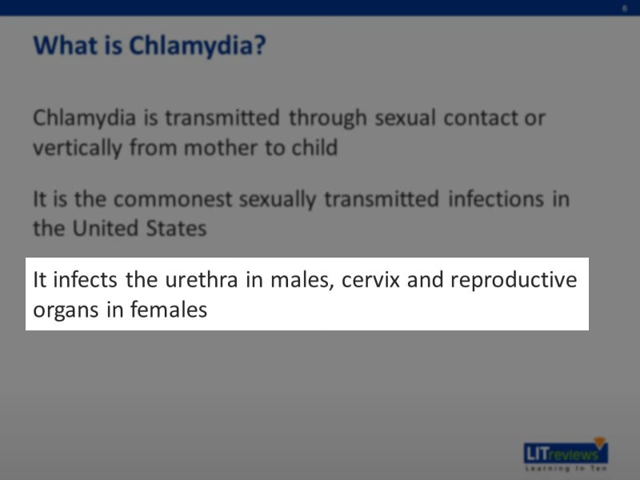 6
What is Chlamydia?
Chlamydia is transmitted through sexual contact or
vertically from mother to child
It is the commonest sexually transmitted infections in
the United States
It infects the urethra in males, cervix and reproductive
organs in females
LITreviews
Learning In Ten